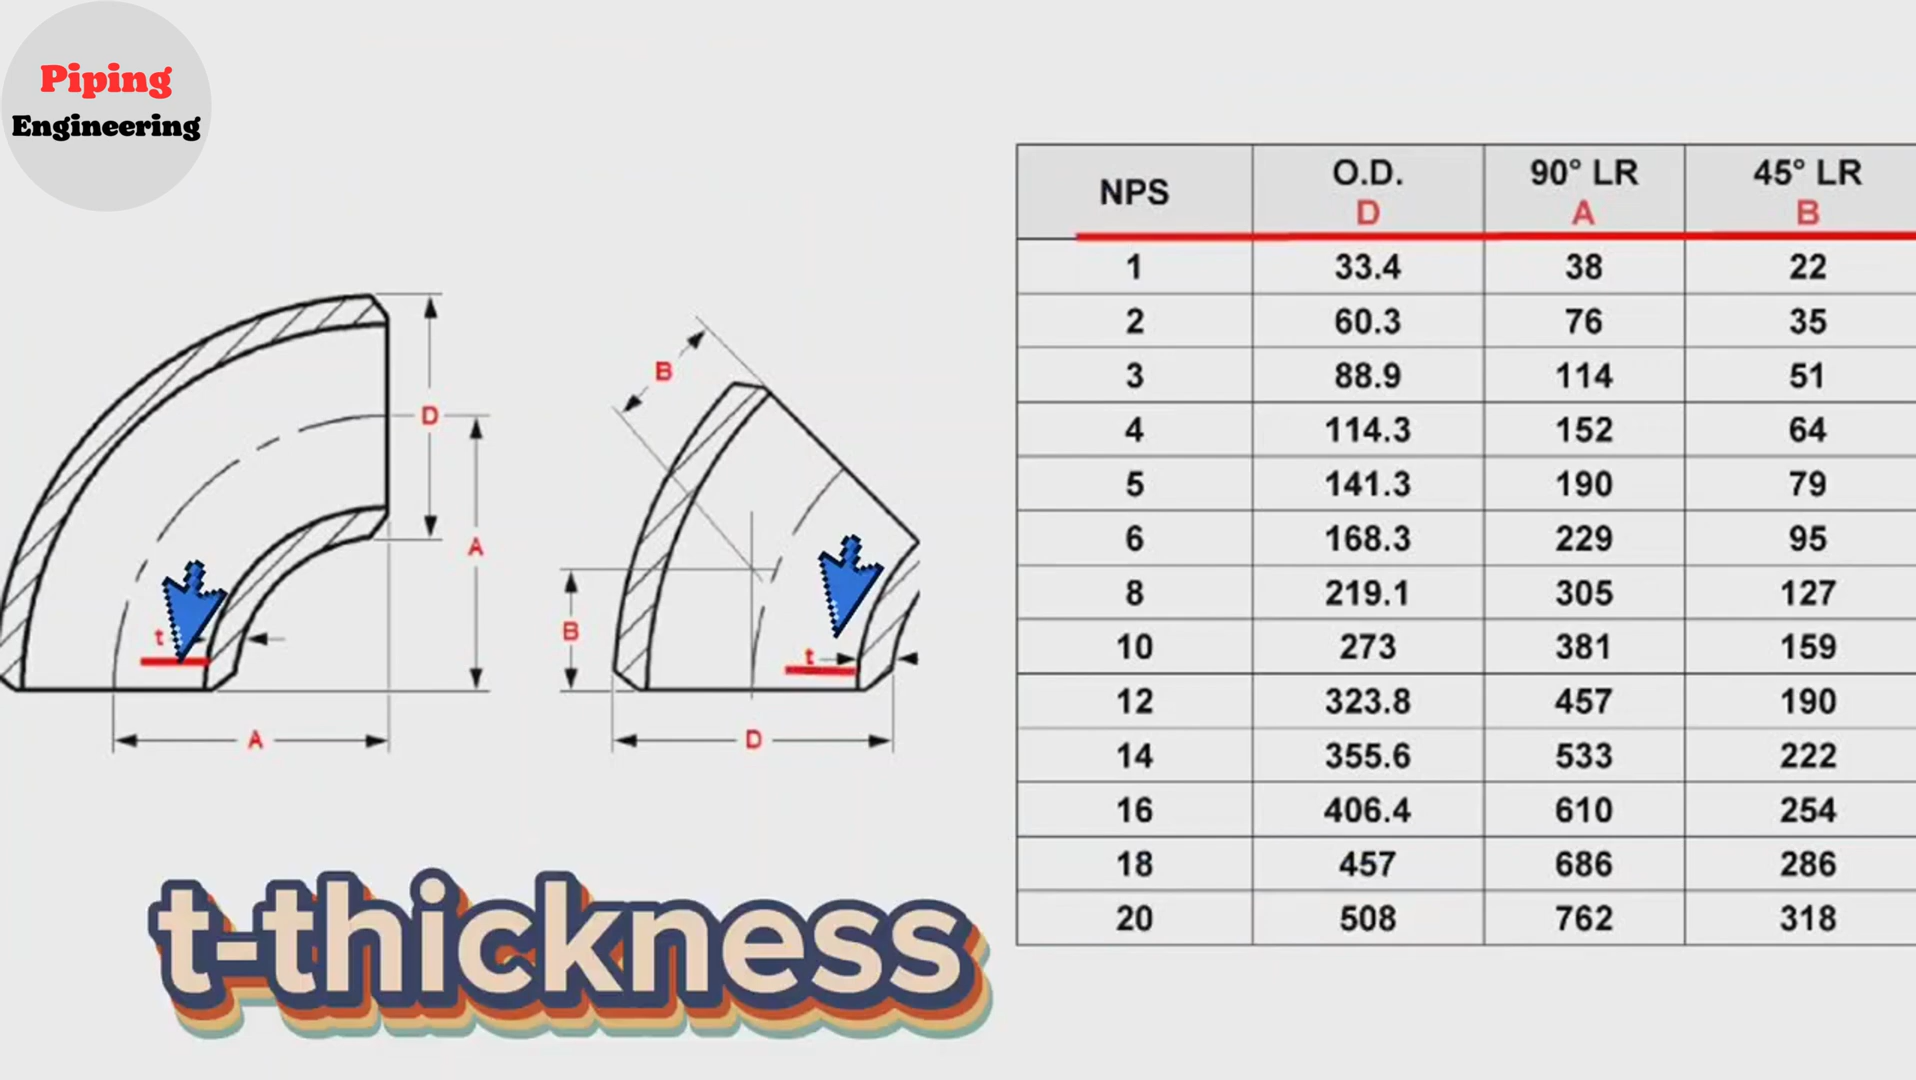 Piping
Engineering
B
D
A
t
B
t
A
D
t-thickness
NPS O.D. 90° LR 45° LR
D A B
1 33.4 38 22
2 60.3 76 35
3 88.9 114 51
4 114.3 152 64
5 141.3 190 79
6 168.3 229 95
8 219.1 305 127
10 273 381 159
12 323.8 457 190
14 355.6 533 222
16 406.4 610 254
18 457 686 286
20 508 762 318